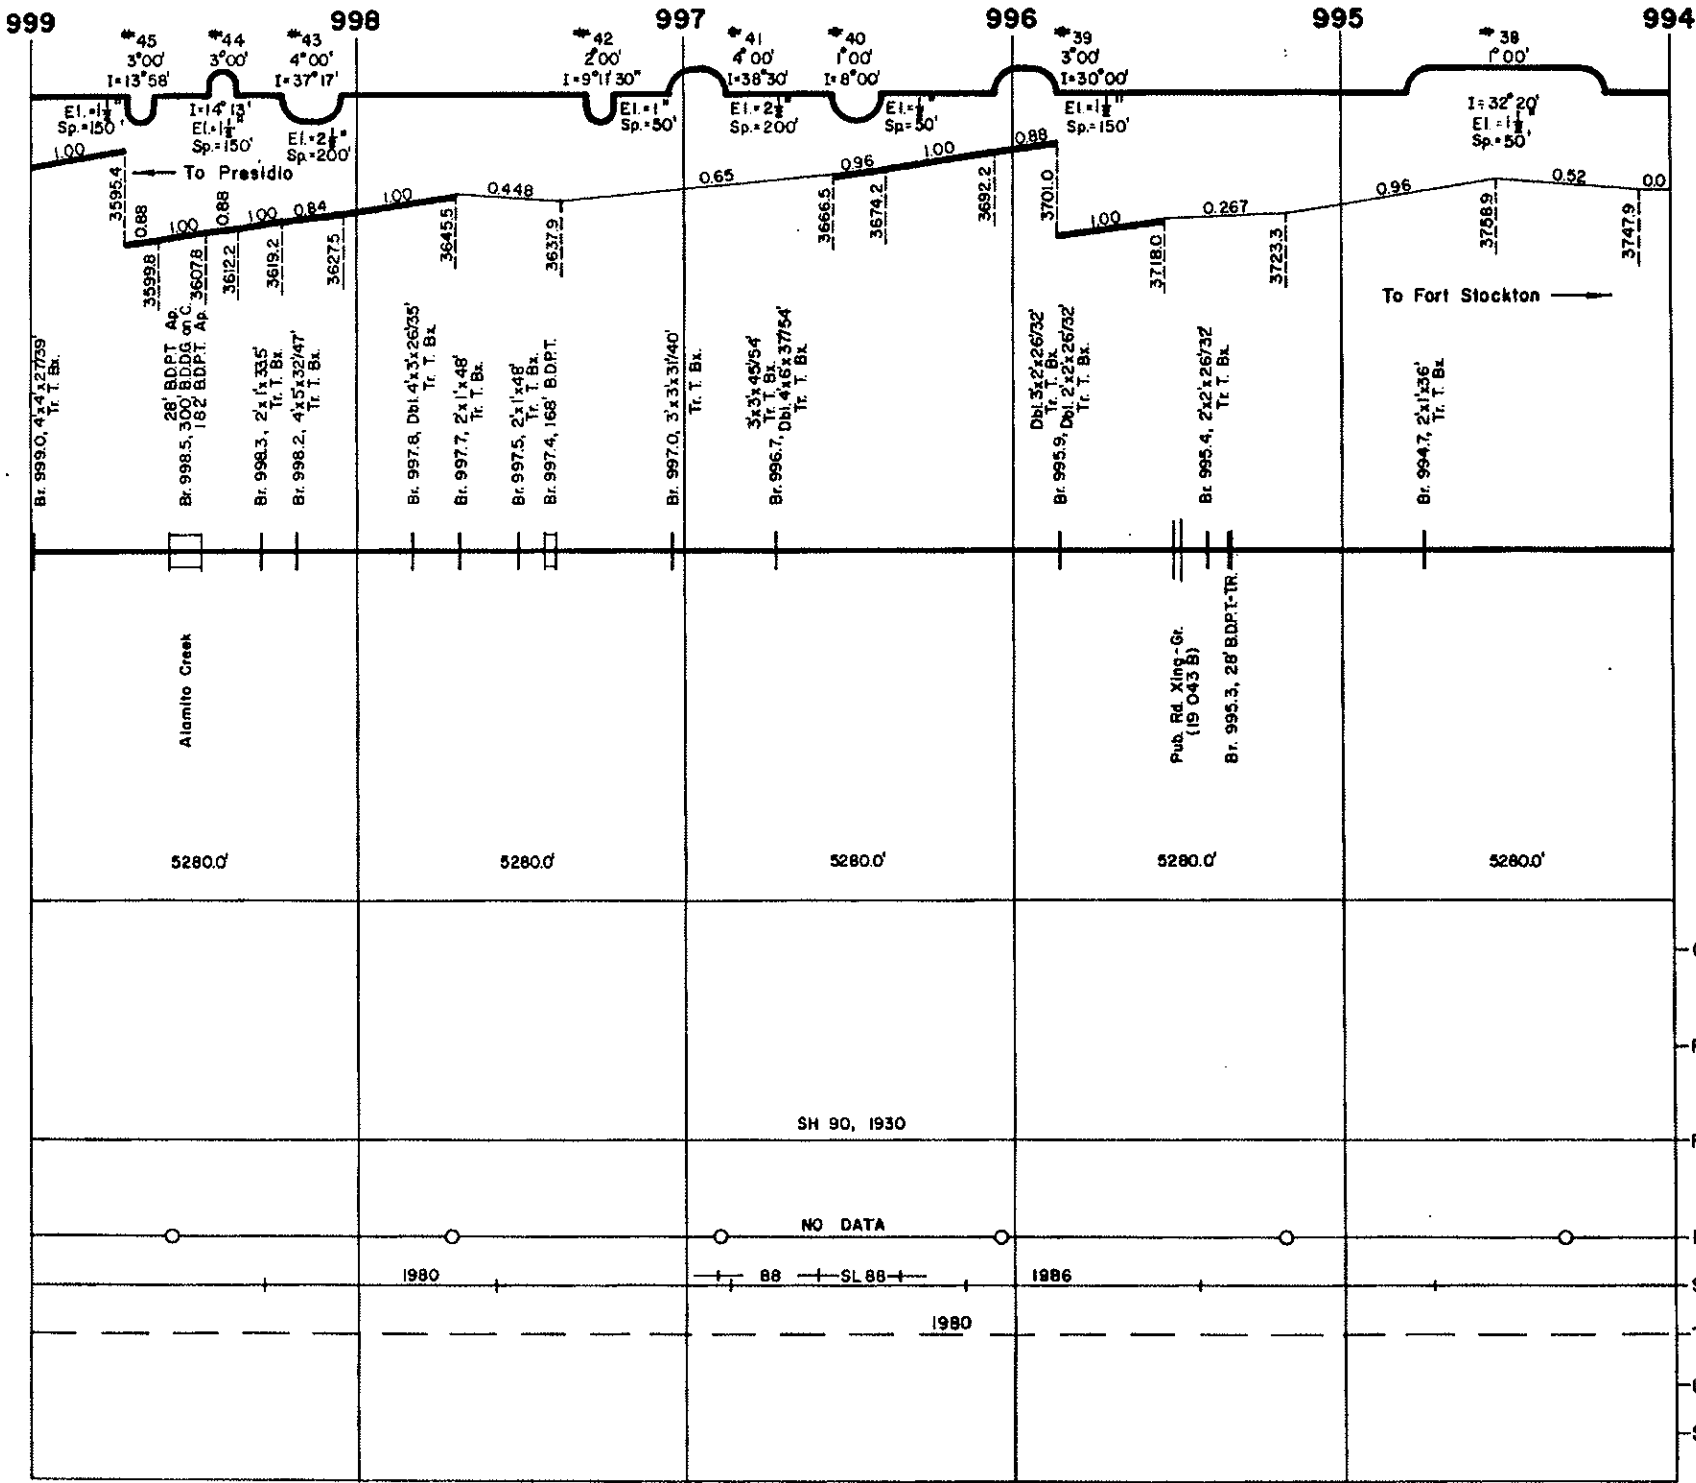 999
998
997
996
995
994
#45
3°00'
I=13°58'
El.=1½"
Sp.=150'
#44
3°00'
I=14°13'
El.=1½"
Sp.=150'
#43
4°00'
I=37°17'
El.=2½"
Sp.=200'
#42
2°00'
I=9°11'30"
El.=1"
Sp.=50'
#41
4°00'
I=38°30'
El.=2½"
Sp.=200'
#40
1°00'
I=8°00'
El.=½"
Sp.=50'
#39
3°00'
I=30°00'
El.=1½"
Sp.=150'
#38
1°00'
I=32°20'
El.=1½"
Sp.=50'
1.00
To Presidio
0.88
1.00
0.88
1.00
0.84
1.00
0.448
0.65
0.96
1.00
0.88
1.00
0.267
0.96
0.52
0.0
3595.4
3599.8
3607.8
3612.2
3619.2
3627.5
3645.5
3637.9
3666.5
3674.2
3692.2
3701.0
3718.0
3723.3
3758.9
3747.9
To Fort Stockton
Br. 999.0, 4'x4'x27/39'
Tr. T. Bx.
28' B.D.P.T. Ap.
Br. 998.5, 300' B.D.D.G. on C.
182' B.D.P.T. Ap.
Br. 998.3, 2'x1'x33.5'
Tr. T. Bx.
Br. 998.2, 4'x5'x32/47'
Tr. T. Bx.
Br. 997.8, Dbl. 4'x3'x26/35'
Tr. T. Bx.
Br. 997.7, 2'x1'x48'
Tr. T. Bx.
Br. 997.5, 2'x1'x48'
Tr. T. Bx.
Br. 997.4, 168' B.D.P.T.
Br. 997.0, 3'x3'x31/40'
Tr. T. Bx.
3'x3'x45/54'
Tr. T. Bx.
Br. 996.7, Dbl. 4'x6'x37/54'
Tr. T. Bx.
Dbl. 3'x2'x26/32'
Tr. T. Bx.
Br. 995.9, Dbl. 2'x2'x26/32'
Tr. T. Bx.
Br. 995.4, 2'x2'x26/32'
Tr. T. Bx.
Br. 994.7, 2'x1'x36'
Tr. T. Bx.
Alamito Creek
Pub. Rd. Xing-Gr.
(19 043 B)
Br. 995.3, 28' B.D.P.T.-TR.
5280.0'
5280.0'
5280.0'
5280.0'
5280.0'
SH 90, 1930
NO DATA
1980
88
SL 88
1986
1980